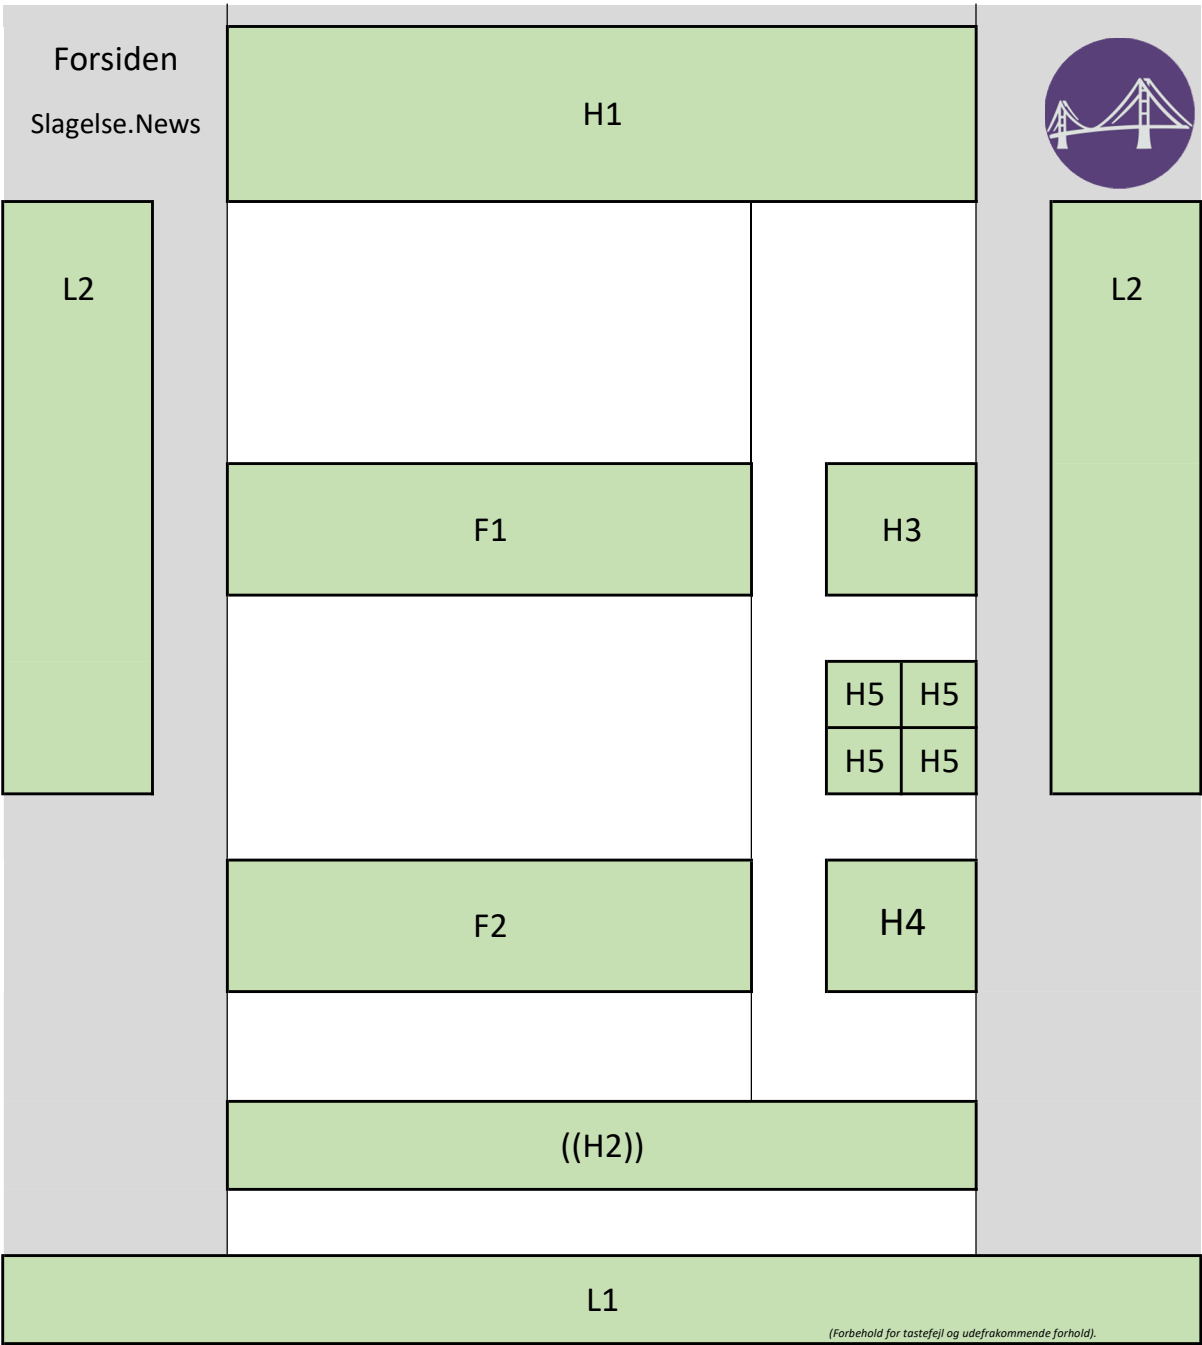 Forsiden
Slagelse.News
H1
L2
L2
F1
H3
H5 H5
H5 H5
F2
H4
((H2))
L1
(Forbehold for tastefejl og udefrakommende forhold).